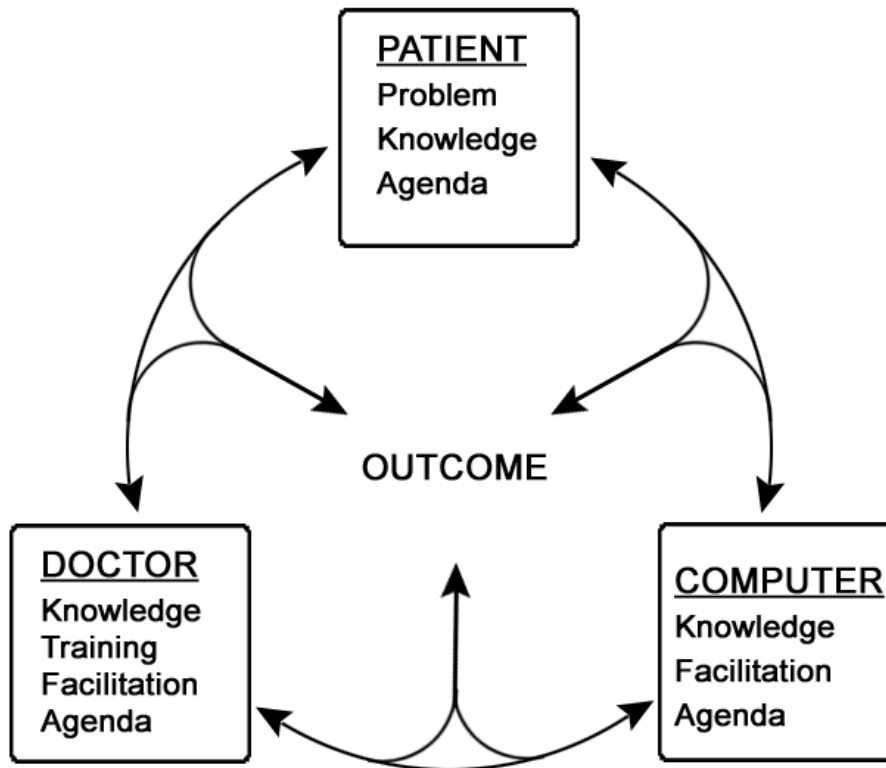 PATIENT
Problem
Knowledge
Agenda
OUTCOME
DOCTOR
Knowledge
Training
Facilitation
Agenda
COMPUTER
Knowledge
Facilitation
Agenda